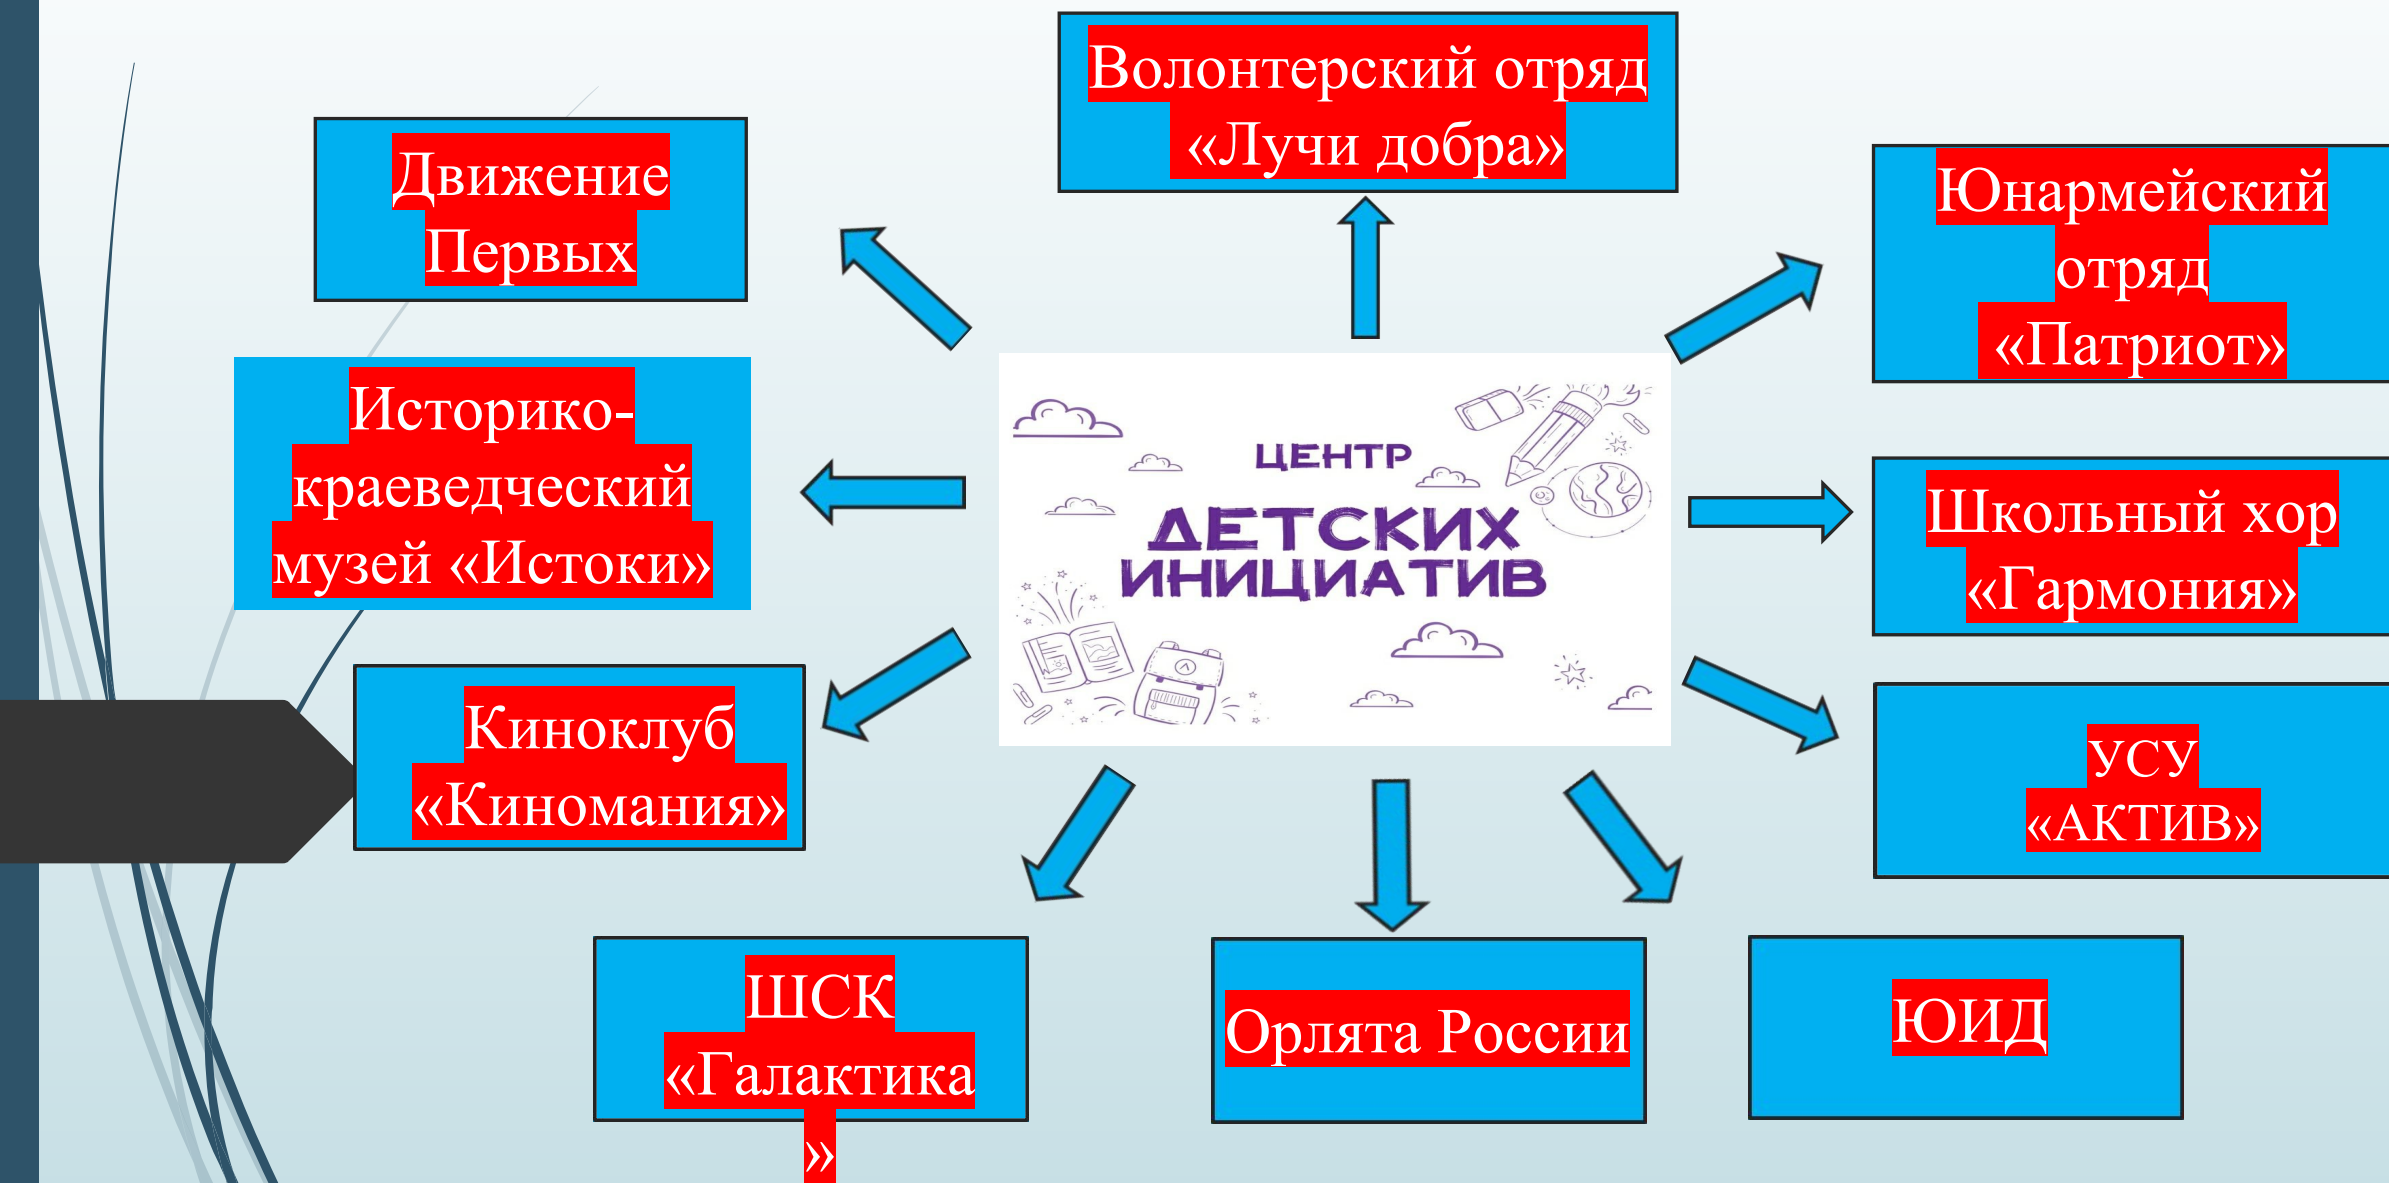 Волонтерский отряд
«Лучи добра»
Движение
Первых
Юнармейский
отряд
«Патриот»
Историко-
краеведческий
музей «Истоки»
ЦЕНТР
ДЕТСКИХ
ИНИЦИАТИВ
Школьный хор
«Гармония»
Киноклуб
«Киномания»
УСУ
«АКТИВ»
ШСК
«Галактика
»
Орлята России
ЮИД